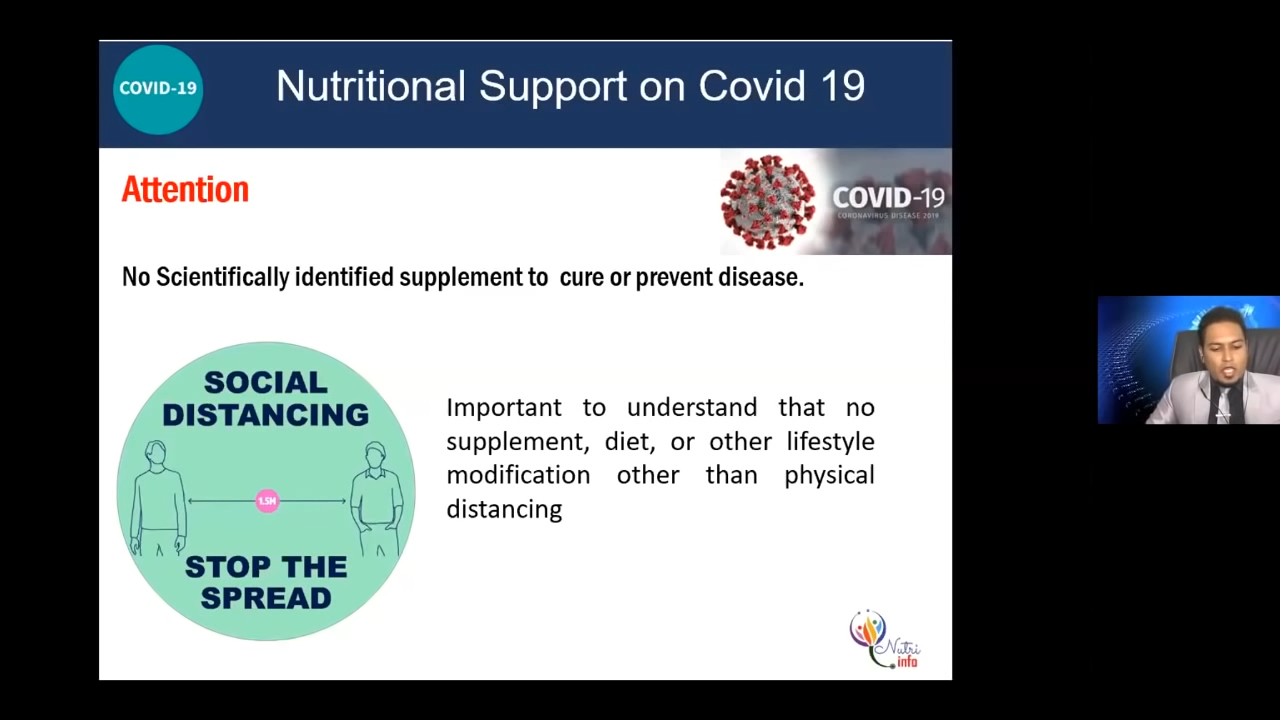 COVID-19
Nutritional Support on Covid 19
Attention
COVID-19
CORONAVIRUS DISEASE 2019
No Scientifically identified supplement to cure or prevent disease.
SOCIAL
DISTANCING
1.5M
STOP THE
SPREAD
Important to understand that no
supplement, diet, or other lifestyle
modification other than physical
distancing
Nutri
info